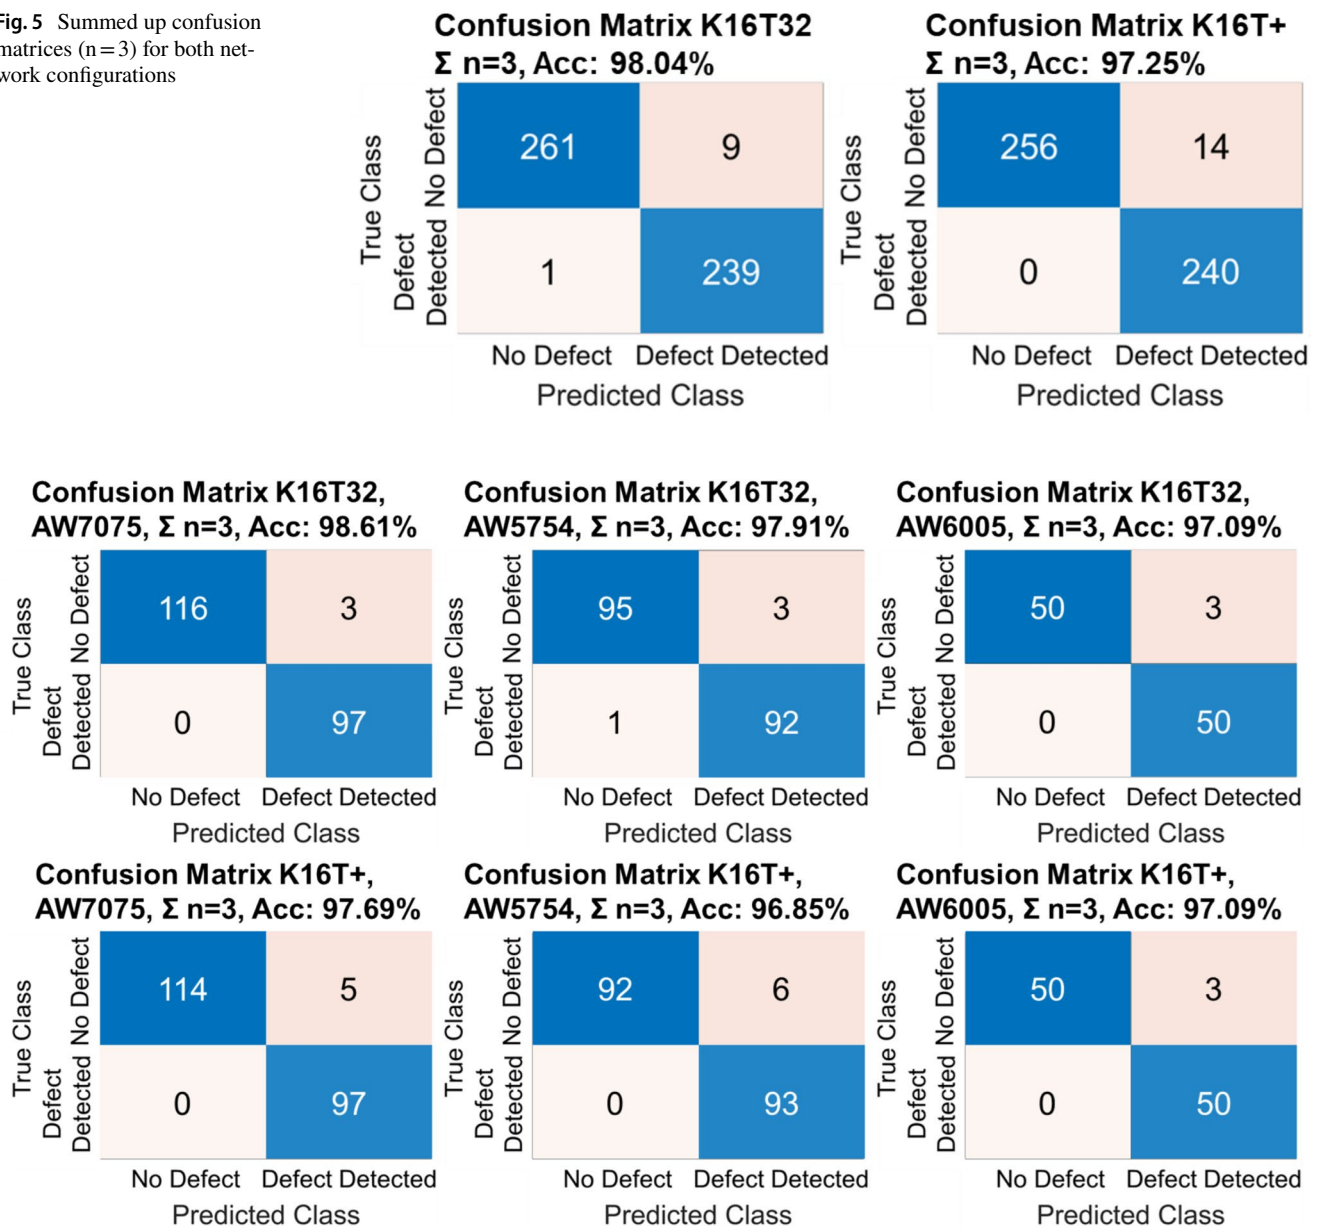 Fig. 5 Summed up confusion
matrices (n = 3) for both net-
work configurations
Confusion Matrix K16T32
Σ n=3, Acc: 98.04%
True Class
No Defect
Defect
Detected
261
9
1
239
No Defect
Defect Detected
Predicted Class
Confusion Matrix K16T+
Σ n=3, Acc: 97.25%
True Class
No Defect
Defect
Detected
256
14
0
240
No Defect
Defect Detected
Predicted Class
Confusion Matrix K16T32,
AW7075, Σ n=3, Acc: 98.61%
True Class
No Defect
Defect
Detected
116
3
0
97
No Defect
Defect Detected
Predicted Class
Confusion Matrix K16T32,
AW5754, Σ n=3, Acc: 97.91%
True Class
No Defect
Defect
Detected
95
3
1
92
No Defect
Defect Detected
Predicted Class
Confusion Matrix K16T32,
AW6005, Σ n=3, Acc: 97.09%
True Class
No Defect
Defect
Detected
50
3
0
50
No Defect
Defect Detected
Predicted Class
Confusion Matrix K16T+,
AW7075, Σ n=3, Acc: 97.69%
True Class
No Defect
Defect
Detected
114
5
0
97
No Defect
Defect Detected
Predicted Class
Confusion Matrix K16T+,
AW5754, Σ n=3, Acc: 96.85%
True Class
No Defect
Defect
Detected
92
6
0
93
No Defect
Defect Detected
Predicted Class
Confusion Matrix K16T+,
AW6005, Σ n=3, Acc: 97.09%
True Class
No Defect
Defect
Detected
50
3
0
50
No Defect
Defect Detected
Predicted Class